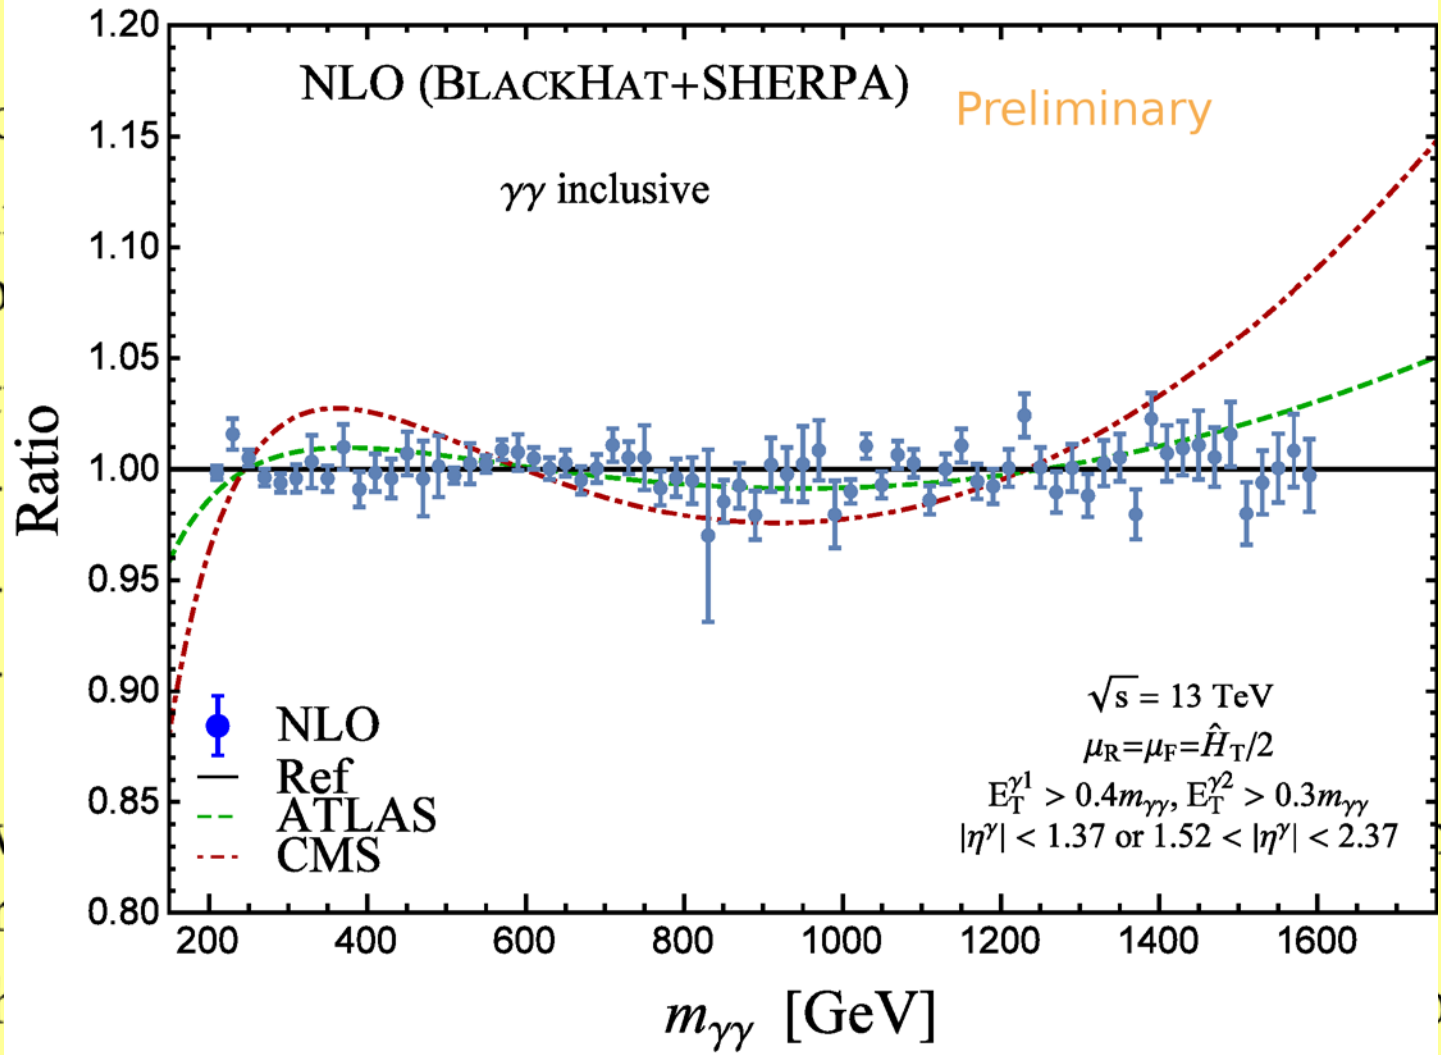 NLO (BLACKHAT+SHERPA)
Preliminary
γγ inclusive
1.20
1.15
1.10
1.05
1.00
0.95
0.90
0.85
0.80
Ratio
NLO
Ref
ATLAS
CMS
√s = 13 TeV
μR=μF=ĤT/2
ETγ1 > 0.4mγγ, ETγ2 > 0.3mγγ
|ηγ| < 1.37 or 1.52 < |ηγ| < 2.37
200 400 600 800 1000 1200 1400 1600
mγγ [GeV]